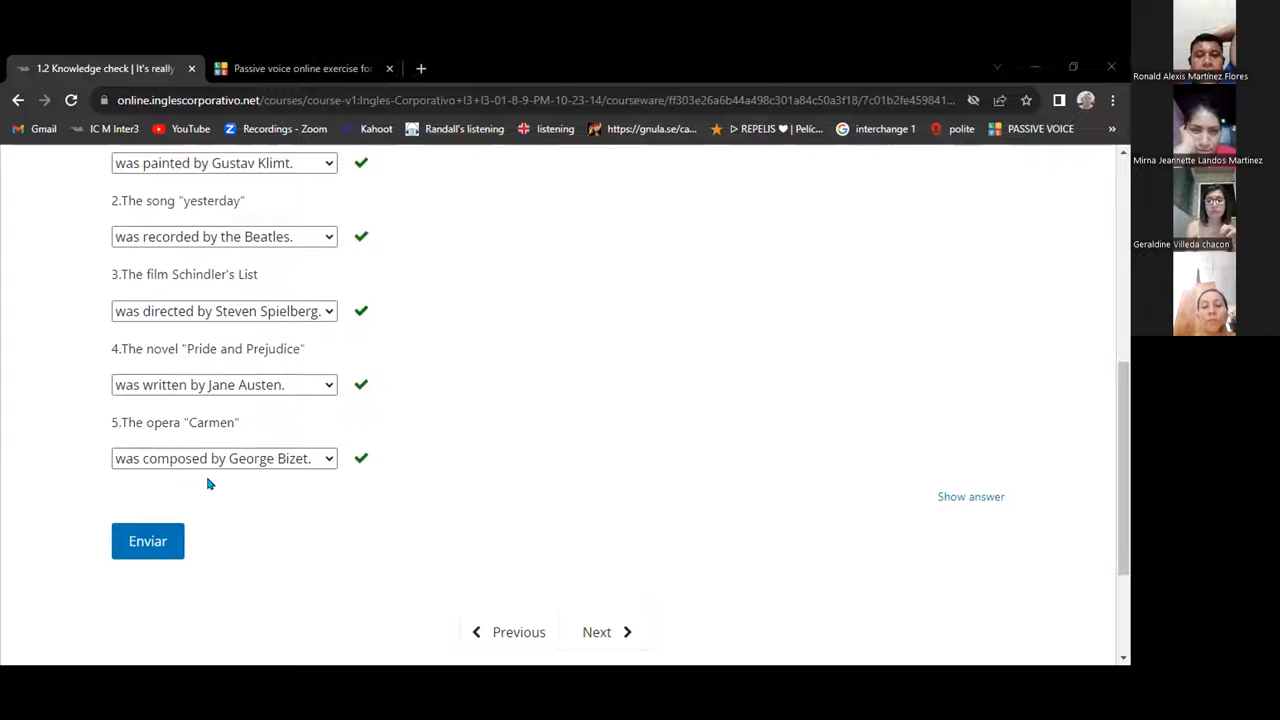 1.2 Knowledge check | It's really
Passive voice online exercise fo
online.inglescorporativo.net/courses/course-v1:Ingles-Corporativo+I3+I3-01-8-9-PM-10-23-14/courseware/ff303e26a6b44a498c301a84c50a3f18/7c01b2fe459841...
Gmail
IC M Inter3
YouTube
Recordings - Zoom
Kahoot
Randall's listening
listening
https://gnula.se/ca...
▷ REPELIS ♥ | Pelíc...
interchange 1
polite
PASSIVE VOICE
»
was painted by Gustav Klimt.
2.The song "yesterday"
was recorded by the Beatles.
3.The film Schindler's List
was directed by Steven Spielberg.
4.The novel "Pride and Prejudice"
was written by Jane Austen.
5.The opera "Carmen"
was composed by George Bizet.
Show answer
Enviar
Previous
Next
Ronald Alexis Martínez Flores
Mirna Jeannette Landos Martinez
Geraldine Villeda chacon